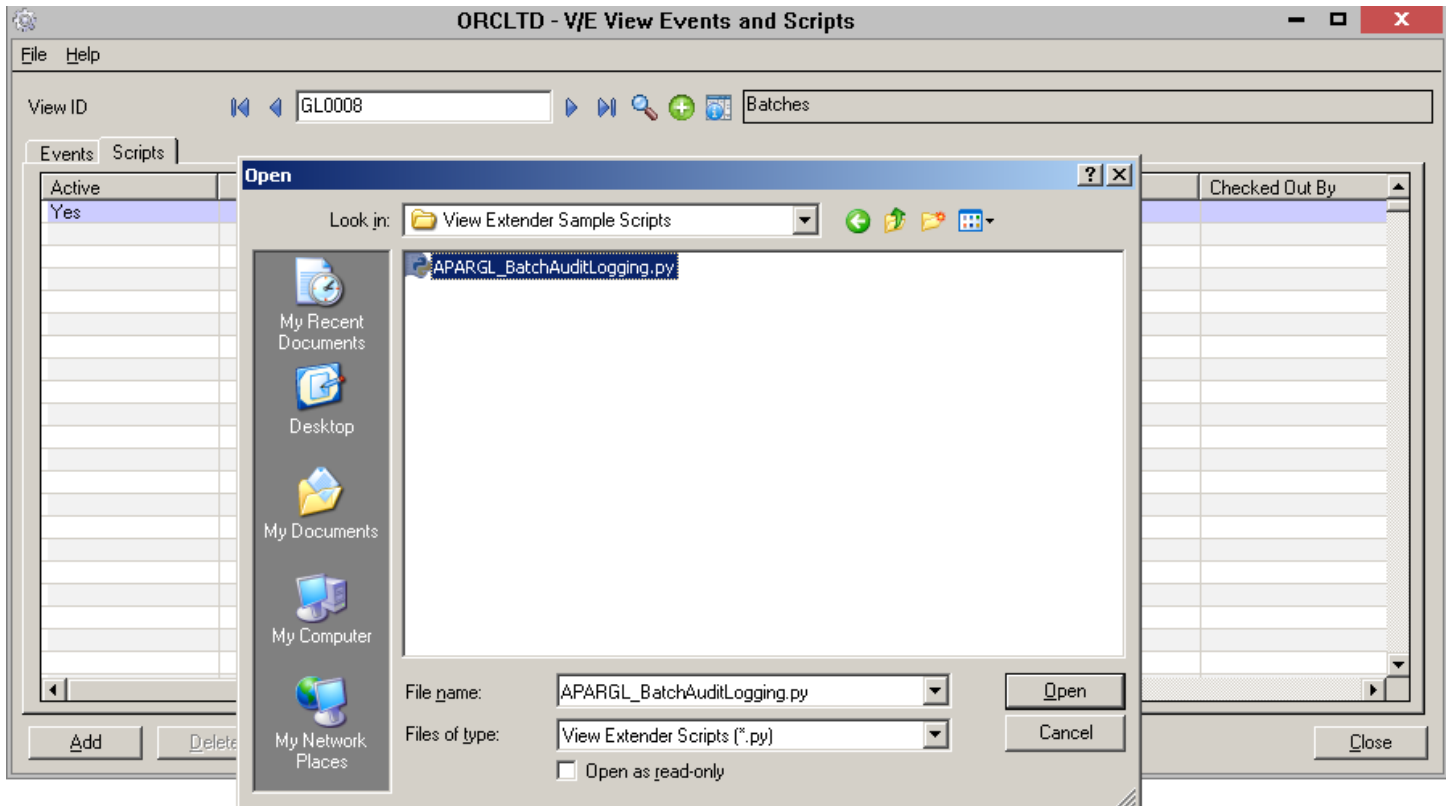 ORCLTD - V/E View Events and Scripts
x
File Help
View ID GL0008 Batches
Events Scripts
Active Checked Out By
Yes
Open ? x
Look in: View Extender Sample Scripts
APARGL_BatchAuditLogging.py
My Recent
Documents
Desktop
My Documents
My Computer
My Network
Places
File name: APARGL_BatchAuditLogging.py Open
Files of type: View Extender Scripts (*.py) Cancel
Open as read-only
Add Delete Close